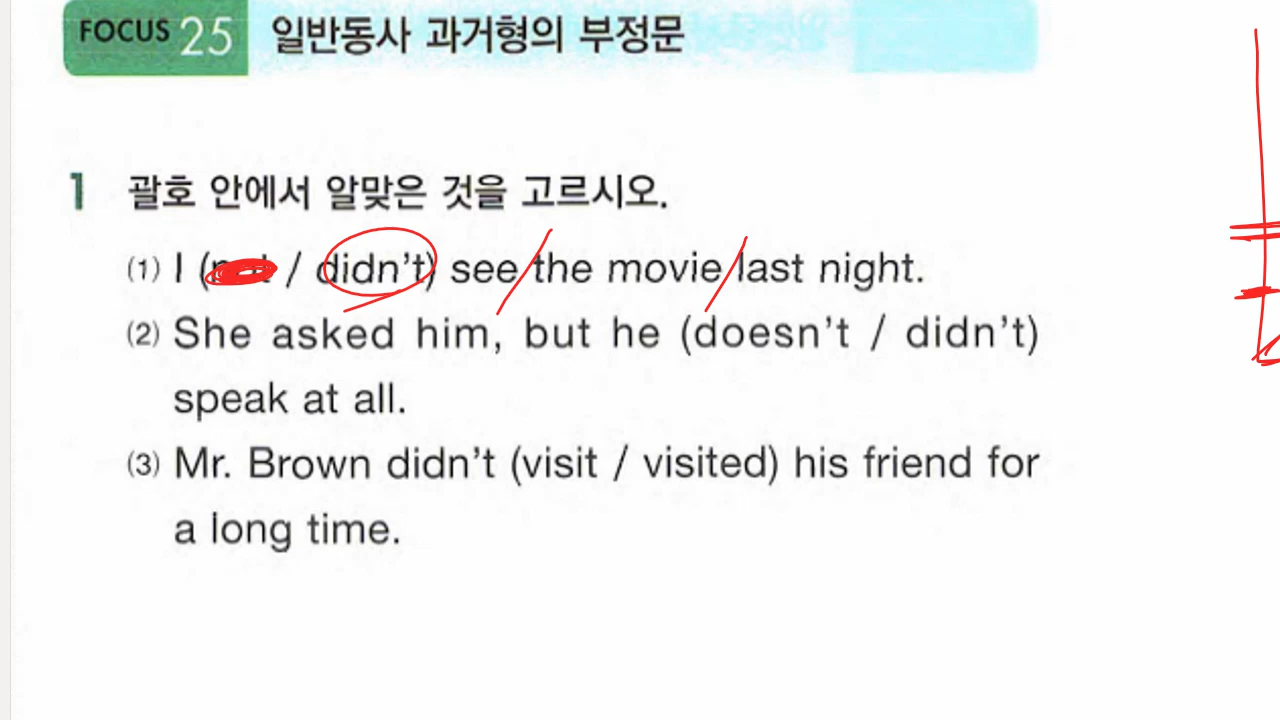 FOCUS 25 일반동사 과거형의 부정문
1 괄호 안에서 알맞은 것을 고르시오.
(1) I ( / didn't) see the movie last night.
(2) She asked him, but he (doesn't / didn't)
speak at all.
(3) Mr. Brown didn't (visit / visited) his friend for
a long time.